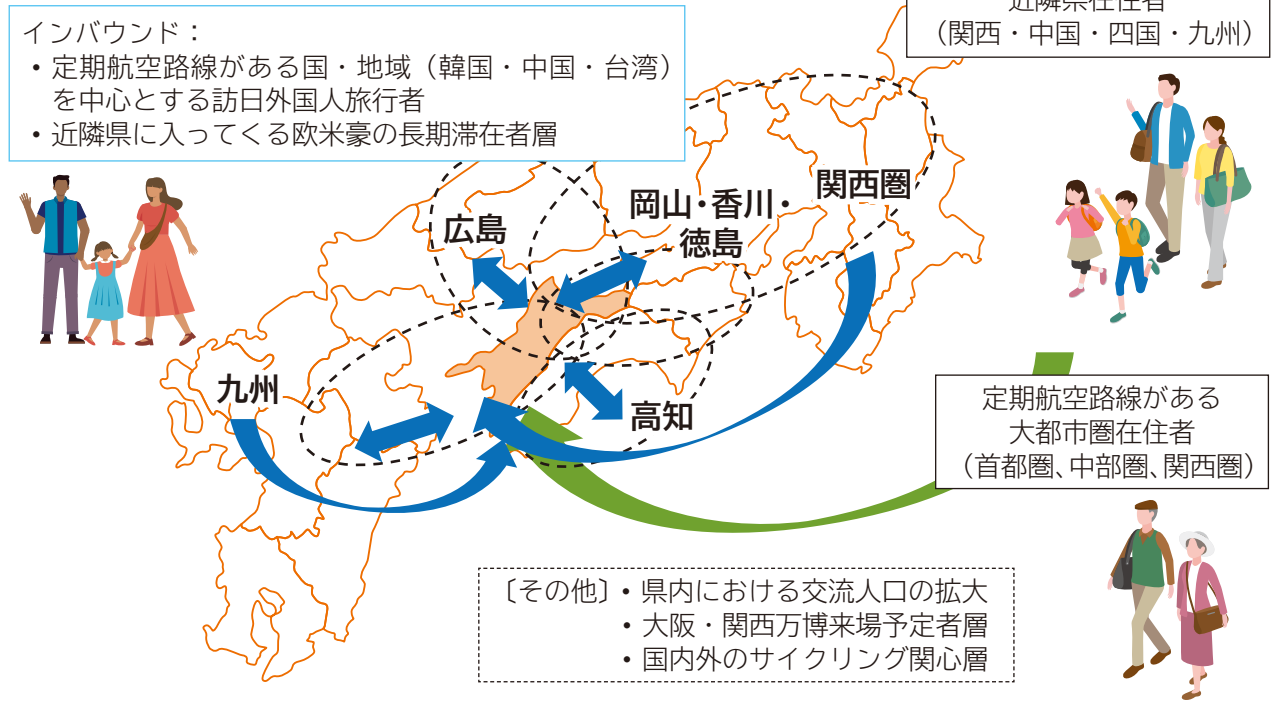 インバウンド：
・定期航空路線がある国・地域（韓国・中国・台湾）
を中心とする訪日外国人旅行者
・近隣県に入ってくる欧米豪の長期滞在者層
近隣県在住者
（関西・中国・四国・九州）
関西圏
岡山・香川・
徳島
広島
九州
高知
定期航空路線がある
大都市圏在住者
（首都圏、中部圏、関西圏）
〔その他〕・県内における交流人口の拡大
・大阪・関西万博来場予定者層
・国内外のサイクリング関心層